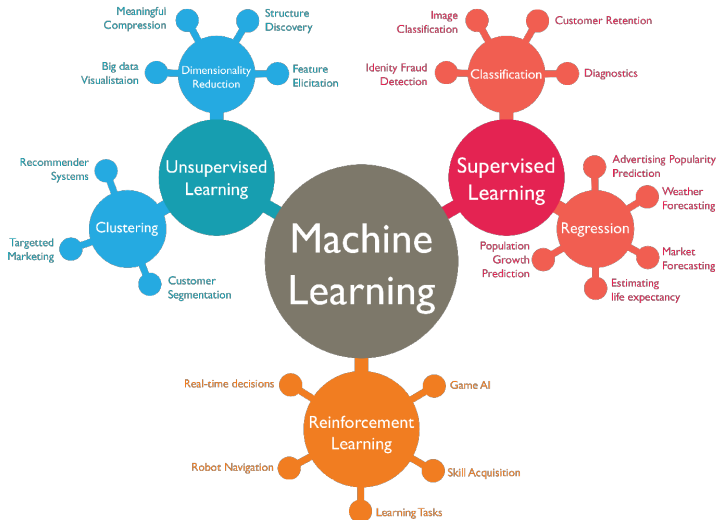 Meaningful
Compression
Structure
Discovery
Big data
Visualistaion
Dimensionality
Reduction
Feature
Elicitation
Image
Classification
Customer Retention
Idenity Fraud
Detection
Classification
Diagnostics
Recommender
Systems
Unsupervised
Learning
Clustering
Targetted
Marketing
Customer
Segmentation
Supervised
Learning
Advertising Popularity
Prediction
Weather
Forecasting
Regression
Population
Growth
Prediction
Market
Forecasting
Estimating
life expectancy
Machine
Learning
Real-time decisions
Game AI
Reinforcement
Learning
Robot Navigation
Skill Acquisition
Learning Tasks